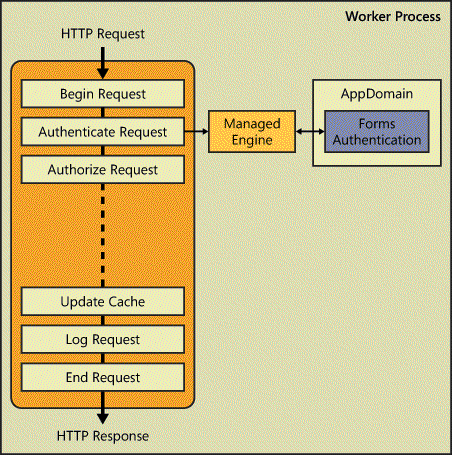 Worker Process
HTTP Request
Begin Request
Authenticate Request
Authorize Request
Managed
Engine
AppDomain
Forms
Authentication
Update Cache
Log Request
End Request
HTTP Response